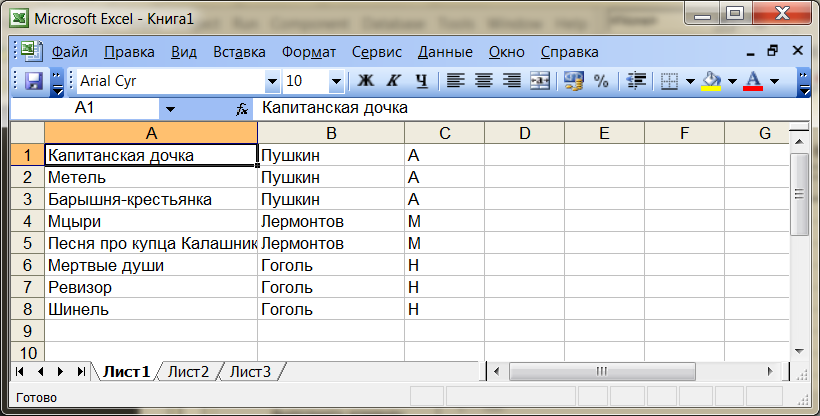 Microsoft Excel - Книга1
Файл Правка Вид Вставка Формат Сервис Данные Окно Справка
Arial Cyr 10 Ж К Ч %
A1 fx Капитанская дочка
A B C D E F G
1 Капитанская дочка Пушкин А
2 Метель Пушкин А
3 Барышня-крестьянка Пушкин А
4 Мцыри Лермонтов М
5 Песня про купца Калашник Лермонтов М
6 Мертвые души Гоголь Н
7 Ревизор Гоголь Н
8 Шинель Гоголь Н
9
10
Лист1 Лист2 Лист3
Готово